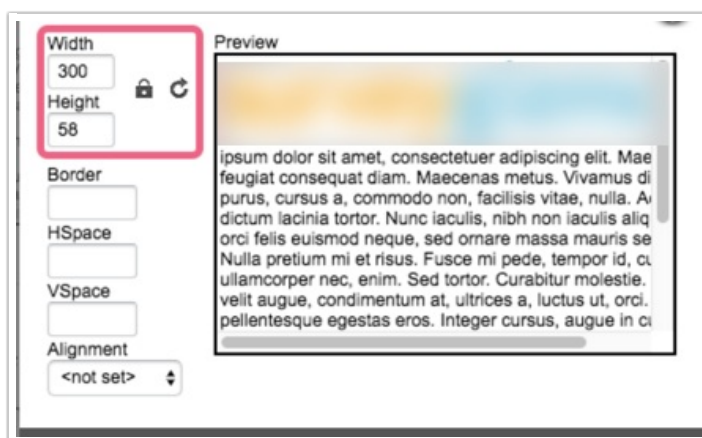 Width
300
Height
58
Border
HSpace
VSpace
Alignment
<not set>
Preview
ipsum dolor sit amet, consectetuer adipiscing elit. Mae
feugiat consequat diam. Maecenas metus. Vivamus di
purus, cursus a, commodo non, facilisis vitae, nulla.
dictum lacinia tortor. Nunc iaculis, nibh non iaculis aliq
orci felis euismod neque, sed ornare massa mauris se
Nulla pretium mi et risus. Fusce mi pede, tempor id,
ullamcorper nec, enim. Sed tortor. Curabitur molestie.
velit augue, condimentum at, ultrices a, luctus ut, orci.
pellentesque egestas eros. Integer cursus, augue in